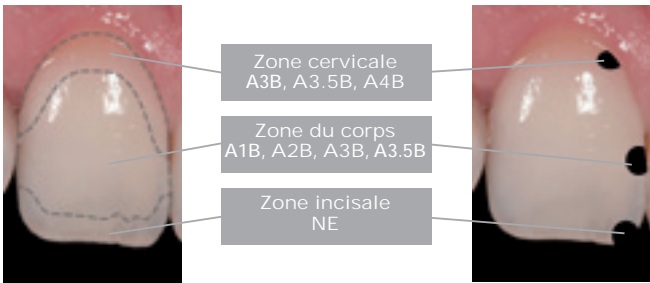 Zone cervicale
A3B, A3.5B, A4B
Zone du corps
A1B, A2B, A3B, A3.5B
Zone incisale
NE